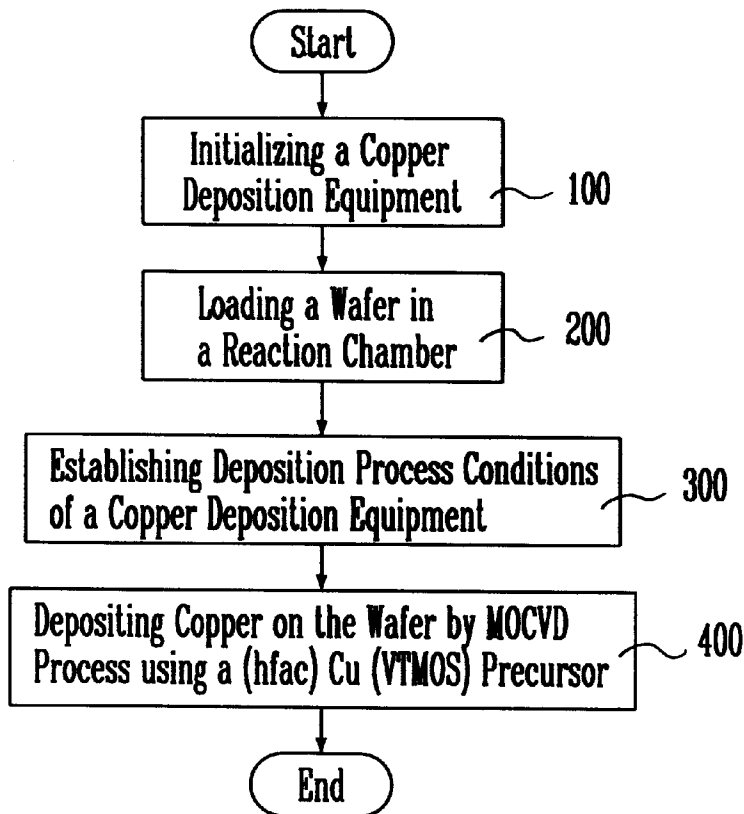 Start
Initializing a Copper
Deposition Equipment
100
Loading a Wafer in
a Reaction Chamber
200
Establishing Deposition Process Conditions
of a Copper Deposition Equipment
300
Depositing Copper on the Wafer by MOCVD
Process using a (hfac) Cu (VTMOS) Precursor
400
End